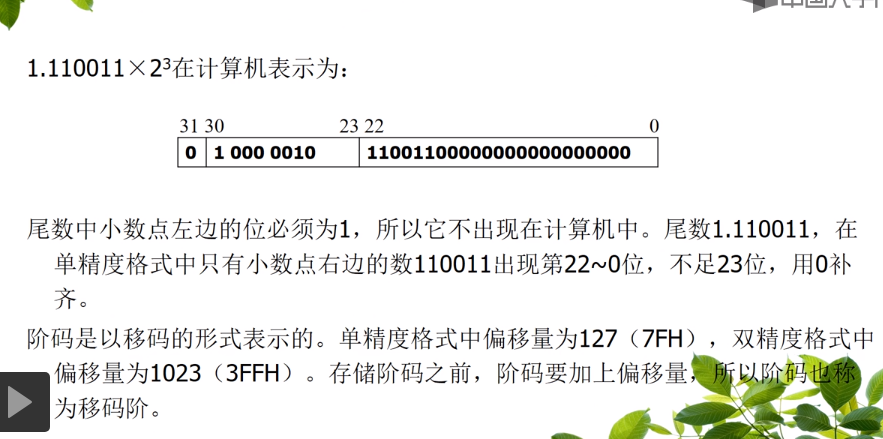 1.110011×2³在计算机表示为：
31 30 23 22 0
0 1 000 0010 11001100000000000000000
尾数中小数点左边的位必须为1，所以它不出现在计算机中。尾数1.110011，在
单精度格式中只有小数点右边的数110011出现第22~0位，不足23位，用0补
齐。
阶码是以移码的形式表示的。单精度格式中偏移量为127（7FH），双精度格式中
偏移量为1023（3FFH）。存储阶码之前，阶码要加上偏移量，所以阶码也称
为移码阶。